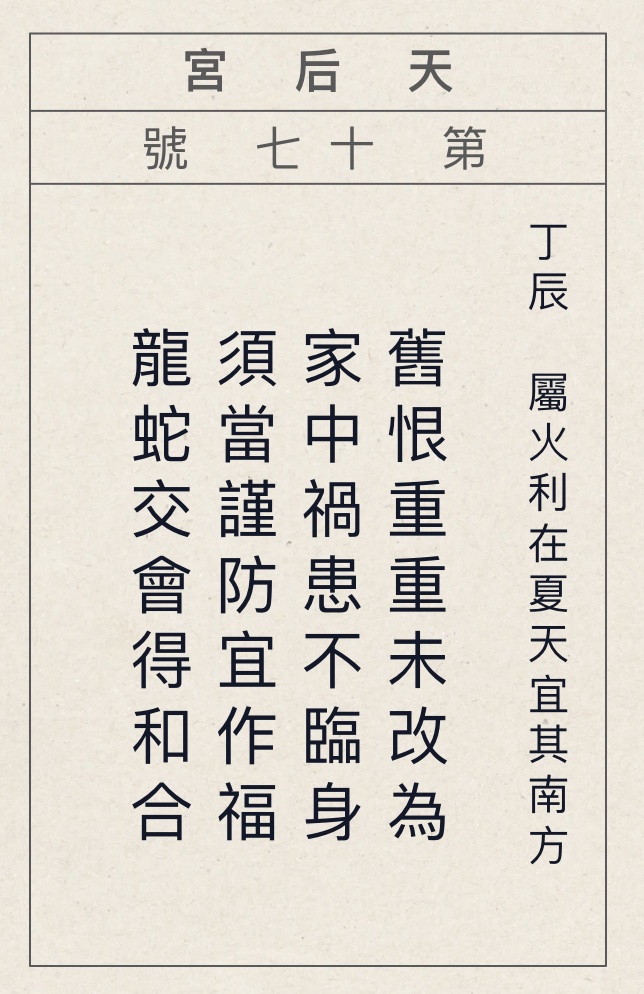 天后宮
第十七號
丁辰 屬火利在夏天宜其南方
舊恨重重未改為
家中禍患不臨身
須當謹防宜作福
龍蛇交會得和合